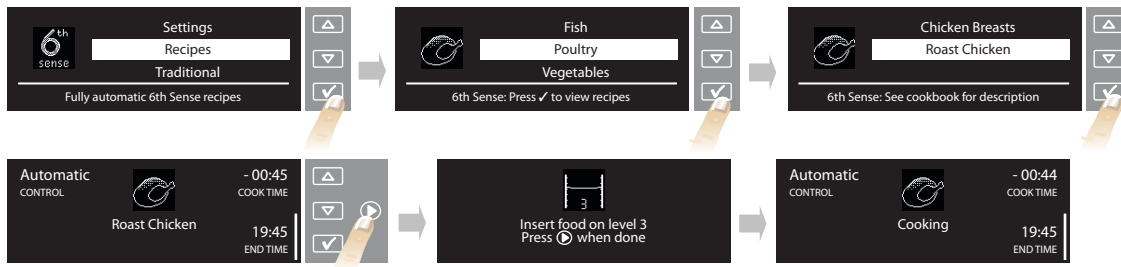 6th
sense
Settings
Recipes
Traditional
Fully automatic 6th Sense recipes
Fish
Poultry
Vegetables
6th Sense: Press ✓ to view recipes
Chicken Breasts
Roast Chicken
6th Sense: See cookbook for description
Automatic
CONTROL
Roast Chicken
- 00:45
COOK TIME
19:45
END TIME
3
Insert food on level 3
Press ▶ when done
Automatic
CONTROL
Cooking
- 00:44
COOK TIME
19:45
END TIME